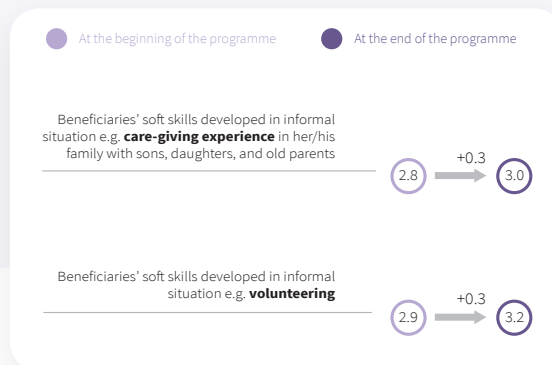 At the beginning of the programme
At the end of the programme
Beneficiaries' soft skills developed in informal
situation e.g. care-giving experience in her/his
family with sons, daughters, and old parents
2.8
+0.3
3.0
Beneficiaries' soft skills developed in informal
situation e.g. volunteering
2.9
+0.3
3.2